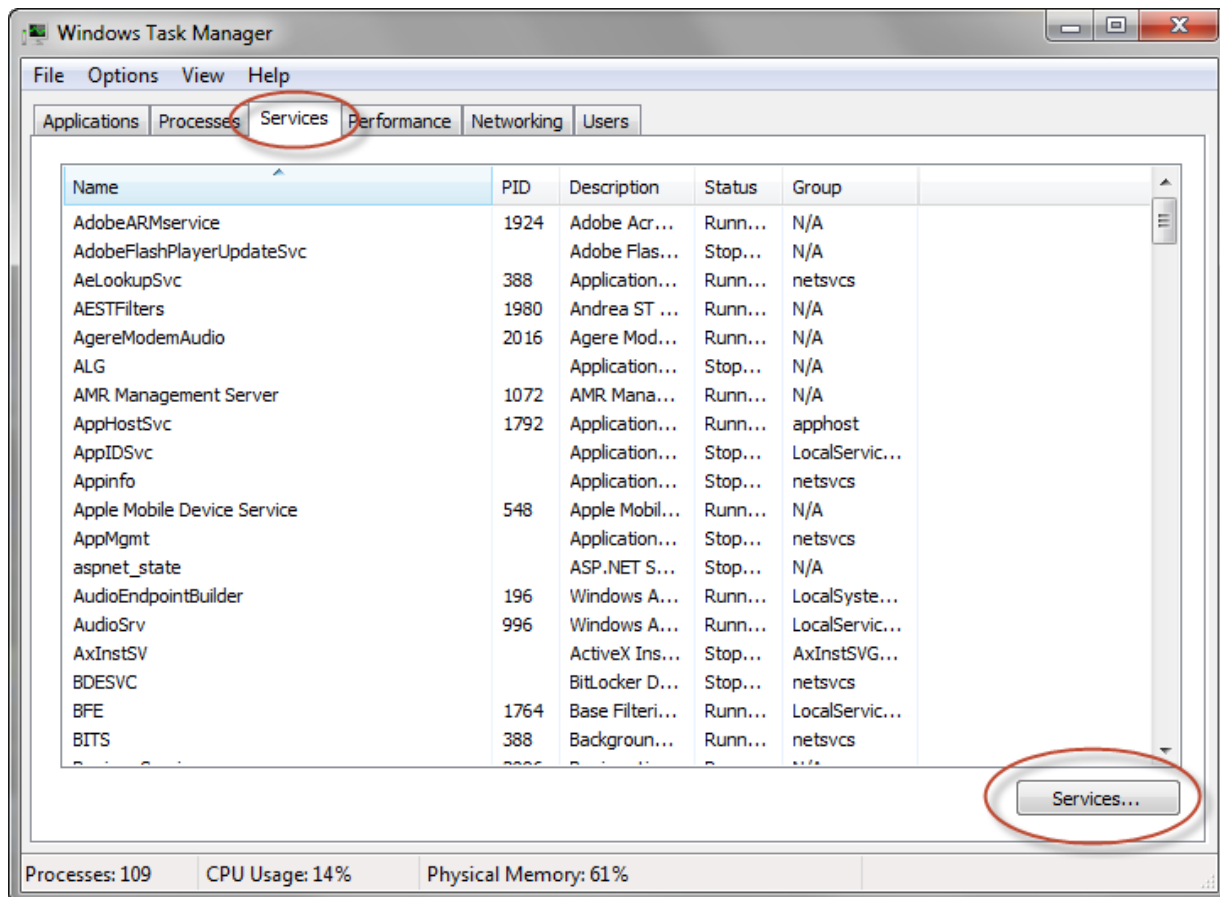 Windows Task Manager
File Options View Help
Applications Processes Services Performance Networking Users
Name PID Description Status Group
AdobeARMservice 1924 Adobe Acr... Runn... N/A
AdobeFlashPlayerUpdateSvc Adobe Flas... Stop... N/A
AeLookupSvc 388 Application... Runn... netsvcs
AESTFilters 1980 Andrea ST ... Runn... N/A
AgereModemAudio 2016 Agere Mod... Runn... N/A
ALG Application... Stop... N/A
AMR Management Server 1072 AMR Mana... Runn... N/A
AppHostSvc 1792 Application... Runn... apphost
AppIDSvc Application... Stop... LocalServic...
Appinfo Application... Stop... netsvcs
Apple Mobile Device Service 548 Apple Mobil... Runn... N/A
AppMgmt Application... Stop... netsvcs
aspnet_state ASP.NET S... Stop... N/A
AudioEndpointBuilder 196 Windows A... Runn... LocalSyste...
AudioSrv 996 Windows A... Runn... LocalServic...
AxInstSV ActiveX Ins... Stop... AxInstSVG...
BDESVC BitLocker D... Stop... netsvcs
BFE 1764 Base Filteri... Runn... LocalServic...
BITS 388 Backgroun... Runn... netsvcs
Services...
Processes: 109 CPU Usage: 14% Physical Memory: 61%